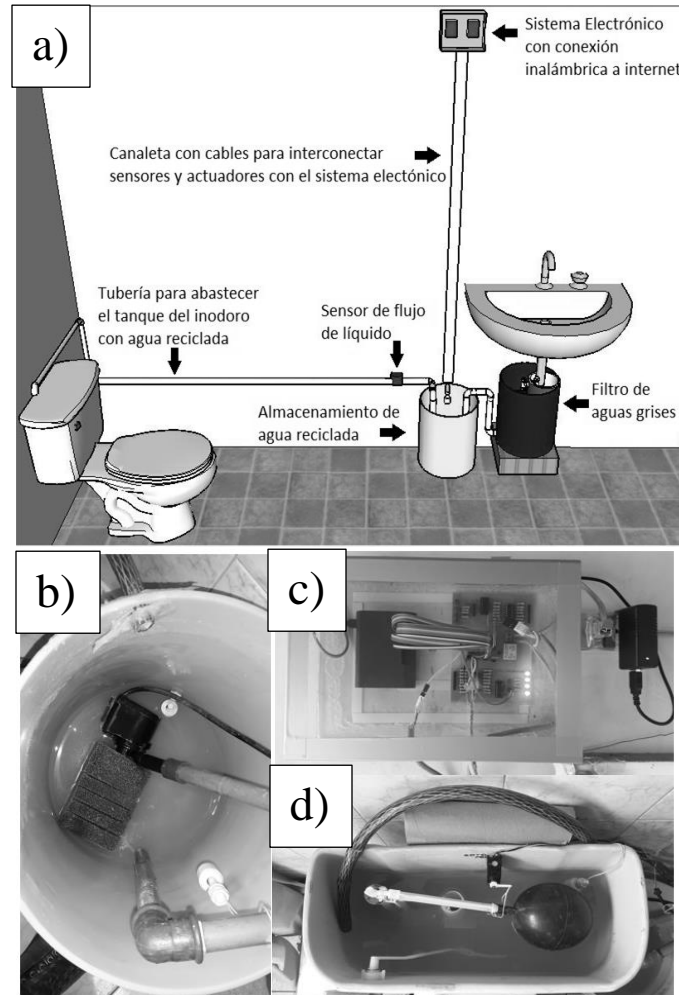 a)
Sistema Electrónico
con conexión
inalámbrica a internet
Canaleta con cables para interconectar
sensores y actuadores con el sistema electónico
Tubería para abastecer
el tanque del inodoro
con agua reciclada
Sensor de flujo
de líquido
Filtro de
aguas grises
Almacenamiento de
agua reciclada
b)
c)
d)